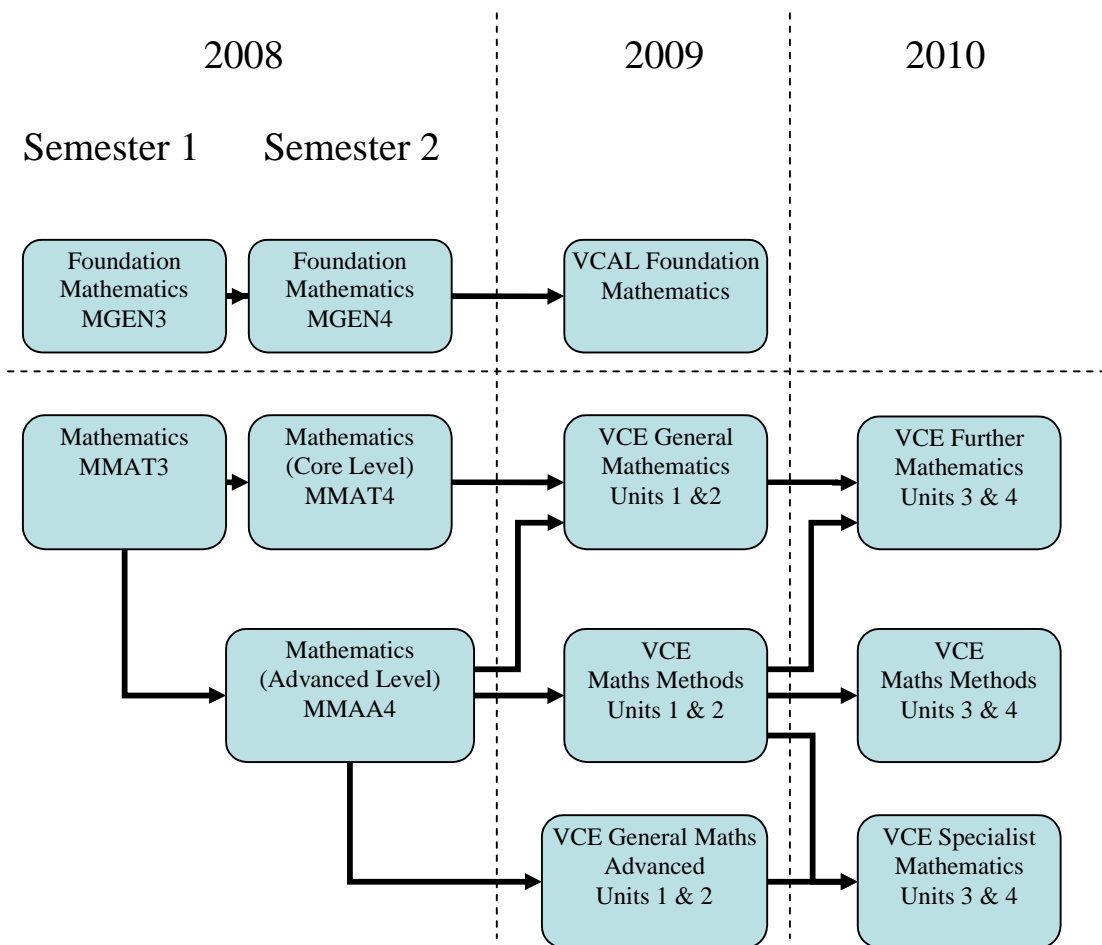 2008
2009
2010
Semester 1
Semester 2
Foundation
Mathematics
MGEN3
Foundation
Mathematics
MGEN4
VCAL Foundation
Mathematics
Mathematics
MMAT3
Mathematics
(Core Level)
MMAT4
VCE General
Mathematics
Units 1 &2
VCE Further
Mathematics
Units 3 & 4
Mathematics
(Advanced Level)
MMAA4
VCE
Maths Methods
Units 1 & 2
VCE
Maths Methods
Units 3 & 4
VCE General Maths
Advanced
Units 1 & 2
VCE Specialist
Mathematics
Units 3 & 4